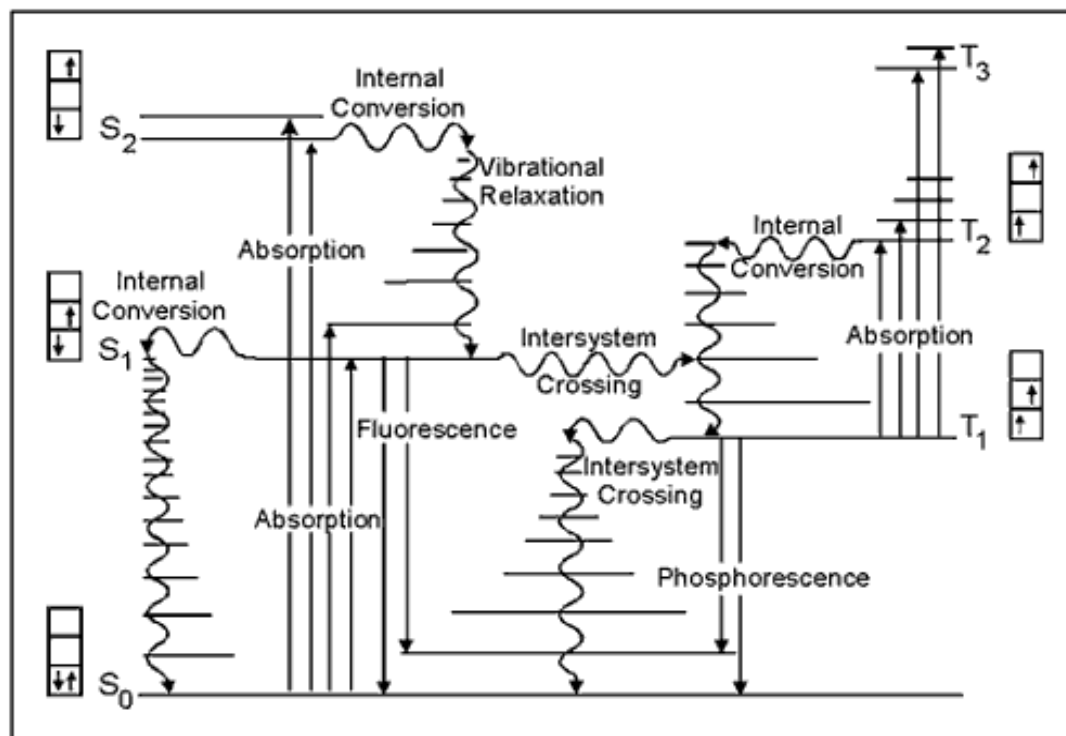 Internal
Conversion
S2
Vibrational
Relaxation
Absorption
T3
Internal
Conversion
T2
Internal
Conversion
S1
Intersystem
Crossing
Absorption
Fluorescence
T1
Intersystem
Crossing
Absorption
Phosphorescence
S0